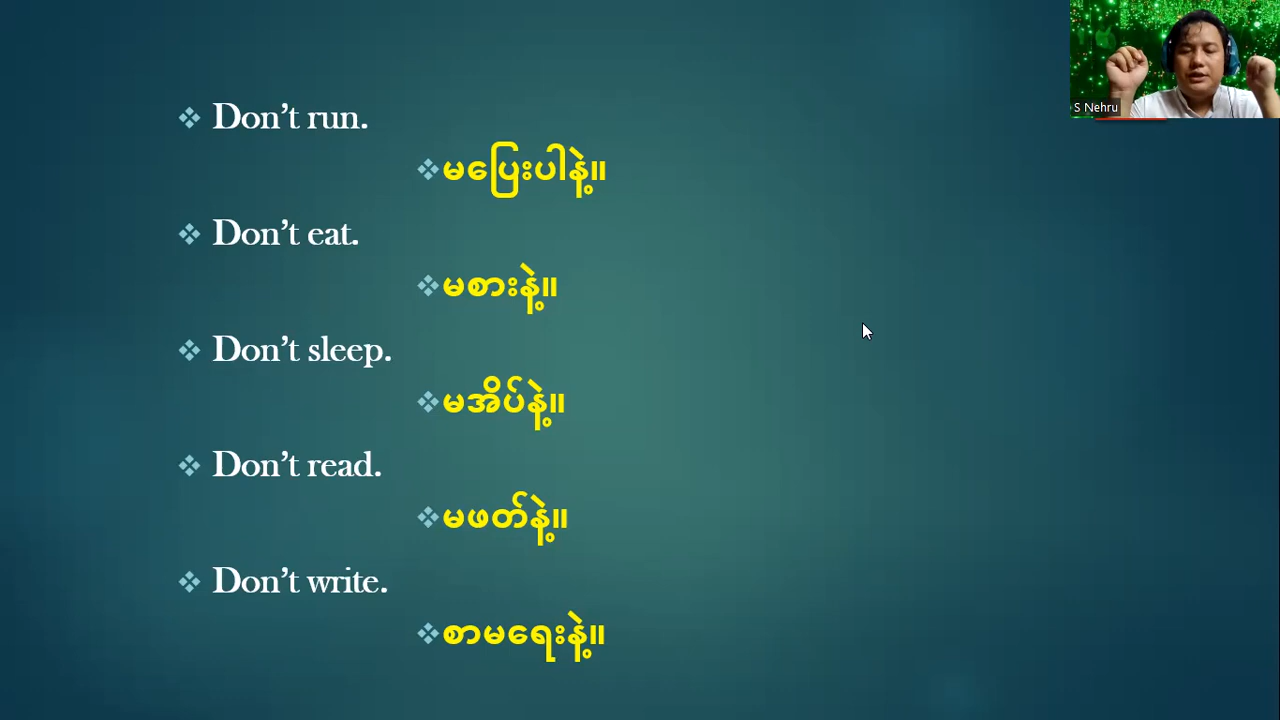 Don't run.
မပြေးပါနဲ့။
Don't eat.
မစားနဲ့။
Don't sleep.
မအိပ်နဲ့။
Don't read.
မဖတ်နဲ့။
Don't write.
စာမရေးနဲ့။
S Nehru